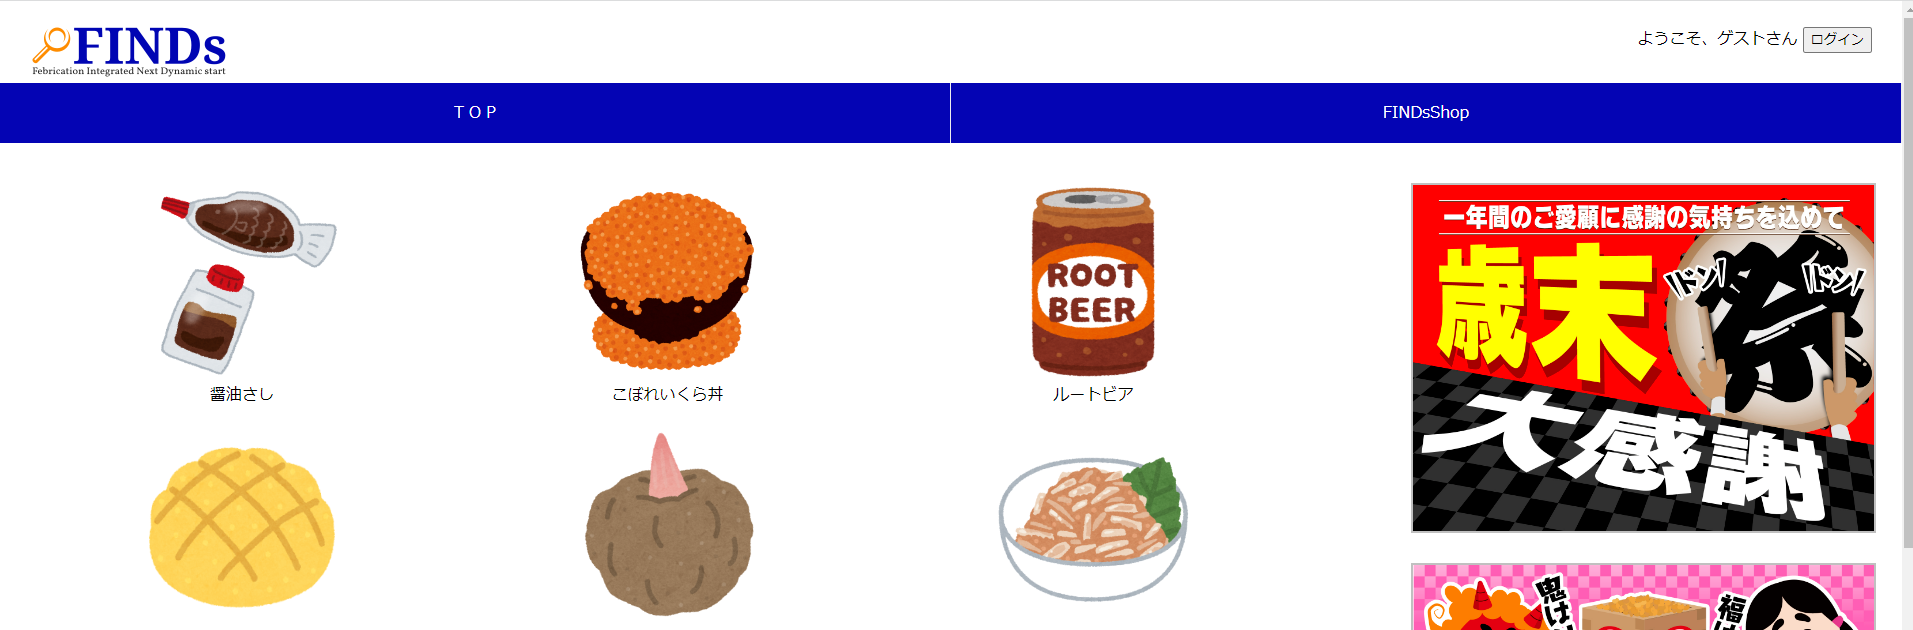 FINDs
Febrication Integrated Next Dynamic start
ようこそ、ゲストさん ログイン
T O P
FINDsShop
ROOT
BEER
醤油さし
こぼれいくら丼
ルートビア
一年間のご愛顧に感謝の気持ちを込めて
歳末
ドン!
祭
ドン!
大感謝
鬼は
福は